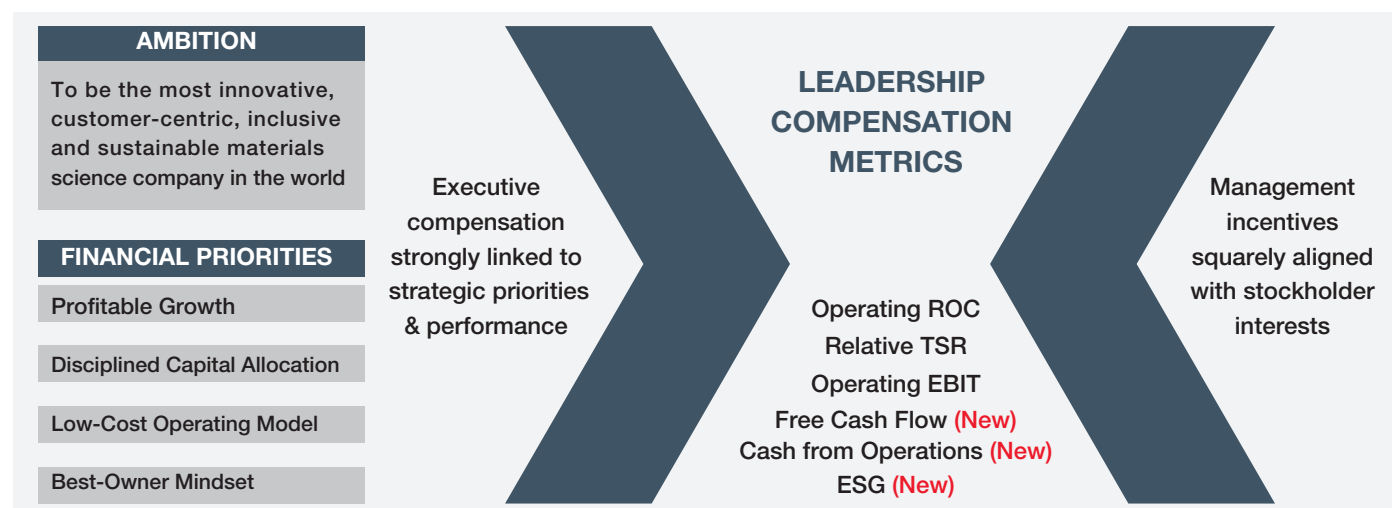 AMBITION
To be the most innovative,
customer-centric, inclusive
and sustainable materials
science company in the world
FINANCIAL PRIORITIES
Profitable Growth
Disciplined Capital Allocation
Low-Cost Operating Model
Best-Owner Mindset
Executive
compensation
strongly linked to
strategic priorities
& performance
LEADERSHIP
COMPENSATION
METRICS
Operating ROC
Relative TSR
Operating EBIT
Free Cash Flow (New)
Cash from Operations (New)
ESG (New)
Management
incentives
squarely aligned
with stockholder
interests